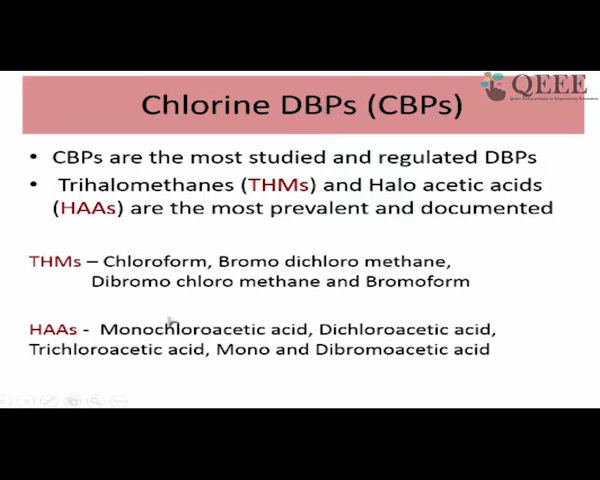 QEEE
Chlorine DBPs (CBPs)
• CBPs are the most studied and regulated DBPs
• Trihalomethanes (THMs) and Halo acetic acids
(HAAs) are the most prevalent and documented
THMs – Chloroform, Bromo dichloro methane,
Dibromo chloro methane and Bromoform
HAAs - Monochloroacetic acid, Dichloroacetic acid,
Trichloroacetic acid, Mono and Dibromoacetic acid